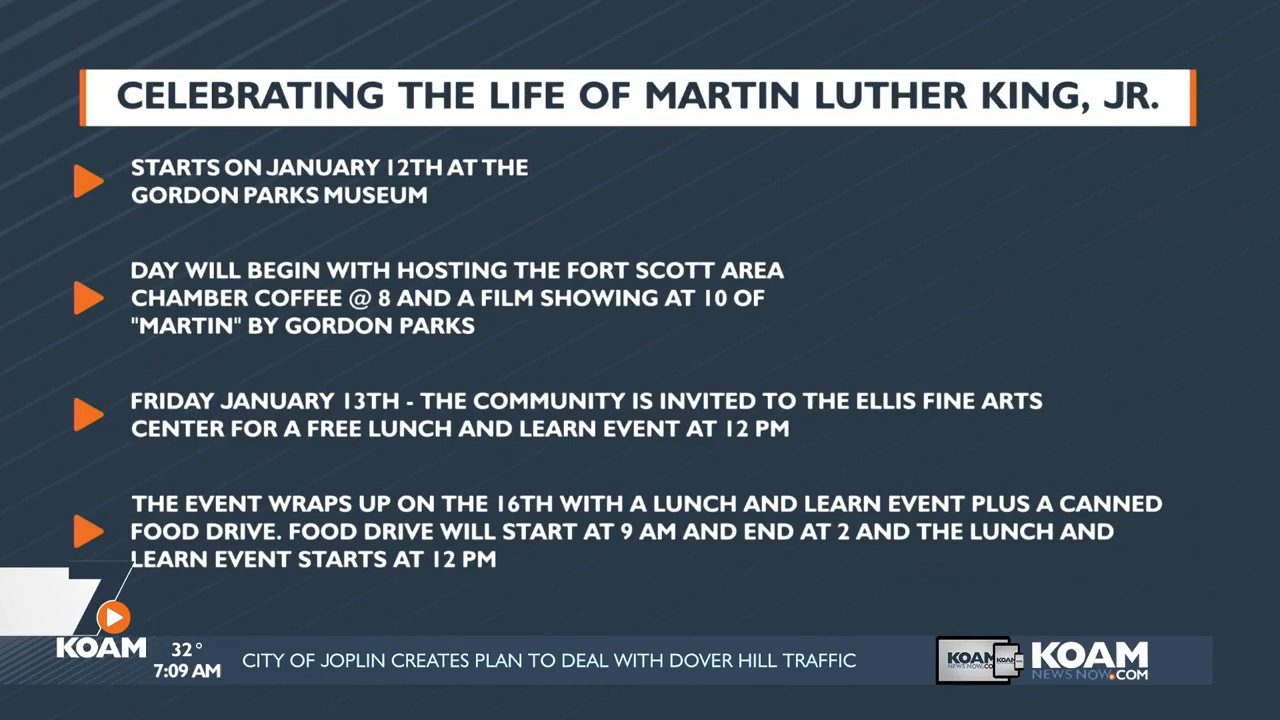 CELEBRATING THE LIFE OF MARTIN LUTHER KING, JR.
STARTS ON JANUARY 12TH AT THE
GORDON PARKS MUSEUM
DAY WILL BEGIN WITH HOSTING THE FORT SCOTT AREA
CHAMBER COFFEE @ 8 AND A FILM SHOWING AT 10 OF
"MARTIN" BY GORDON PARKS
FRIDAY JANUARY 13TH - THE COMMUNITY IS INVITED TO THE ELLIS FINE ARTS
CENTER FOR A FREE LUNCH AND LEARN EVENT AT 12 PM
THE EVENT WRAPS UP ON THE 16TH WITH A LUNCH AND LEARN EVENT PLUS A CANNED
FOOD DRIVE. FOOD DRIVE WILL START AT 9 AM AND END AT 2 AND THE LUNCH AND
LEARN EVENT STARTS AT 12 PM
7
KOAM
32°
7:09 AM
CITY OF JOPLIN CREATES PLAN TO DEAL WITH DOVER HILL TRAFFIC
KOAM
NEWS NOW.COM
KOAM
KOAM
NEWS NOW.COM